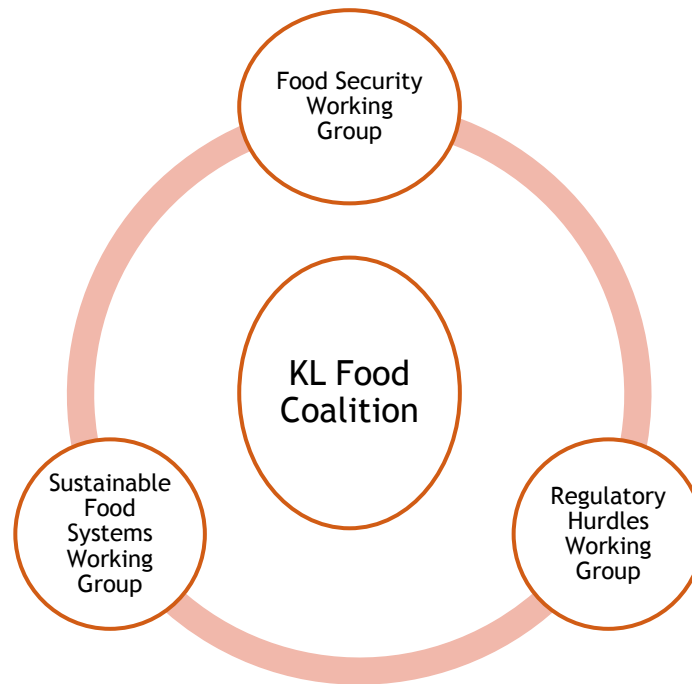 Food Security
Working
Group
KL Food
Coalition
Sustainable
Food
Systems
Working
Group
Regulatory
Hurdles
Working
Group